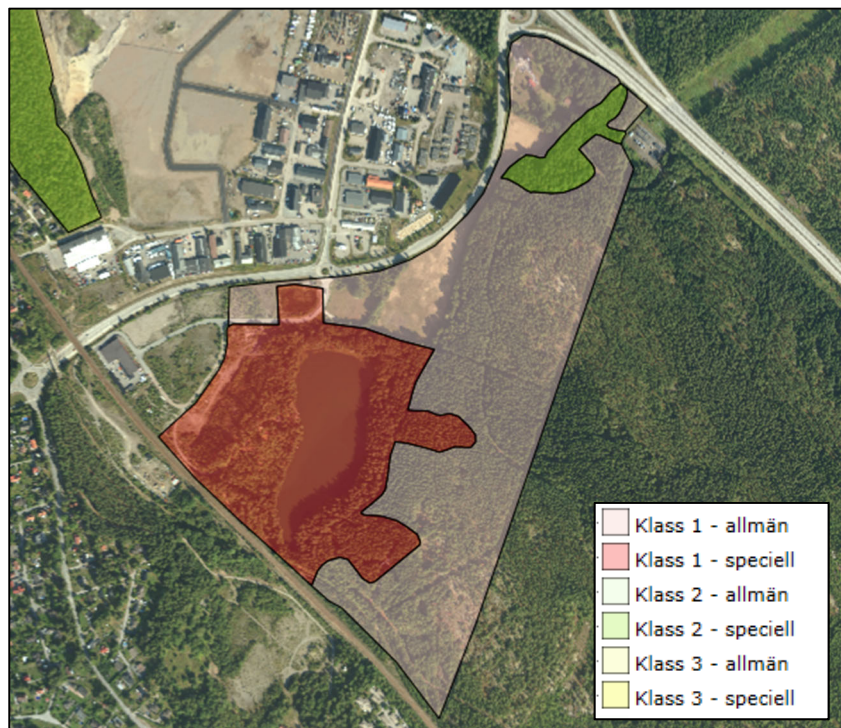 Klass 1 - allmän
Klass 1 - speciell
Klass 2 - allmän
Klass 2 - speciell
Klass 3 - allmän
Klass 3 - speciell